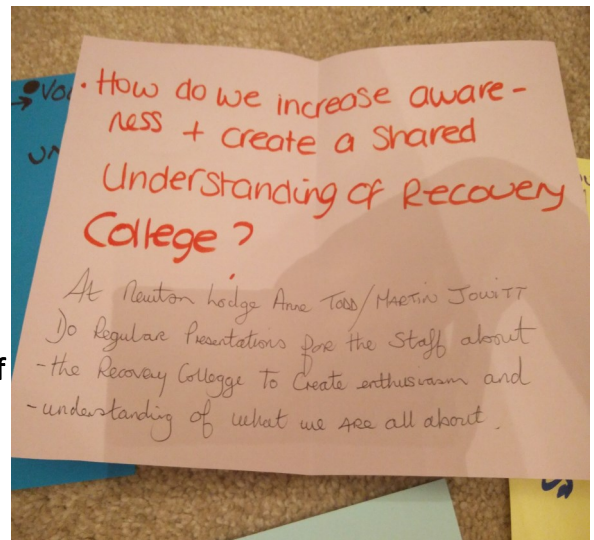 • How do we increase aware-
ness + create a Shared
Understanding of Recovery
College?
At Newton Lodge Anne Todd/Martin Jowitt
Do Regular Presentations for the Staff about
- the Recovery Collegge To Create enthusiasm and
- understanding of what we are all about.
f